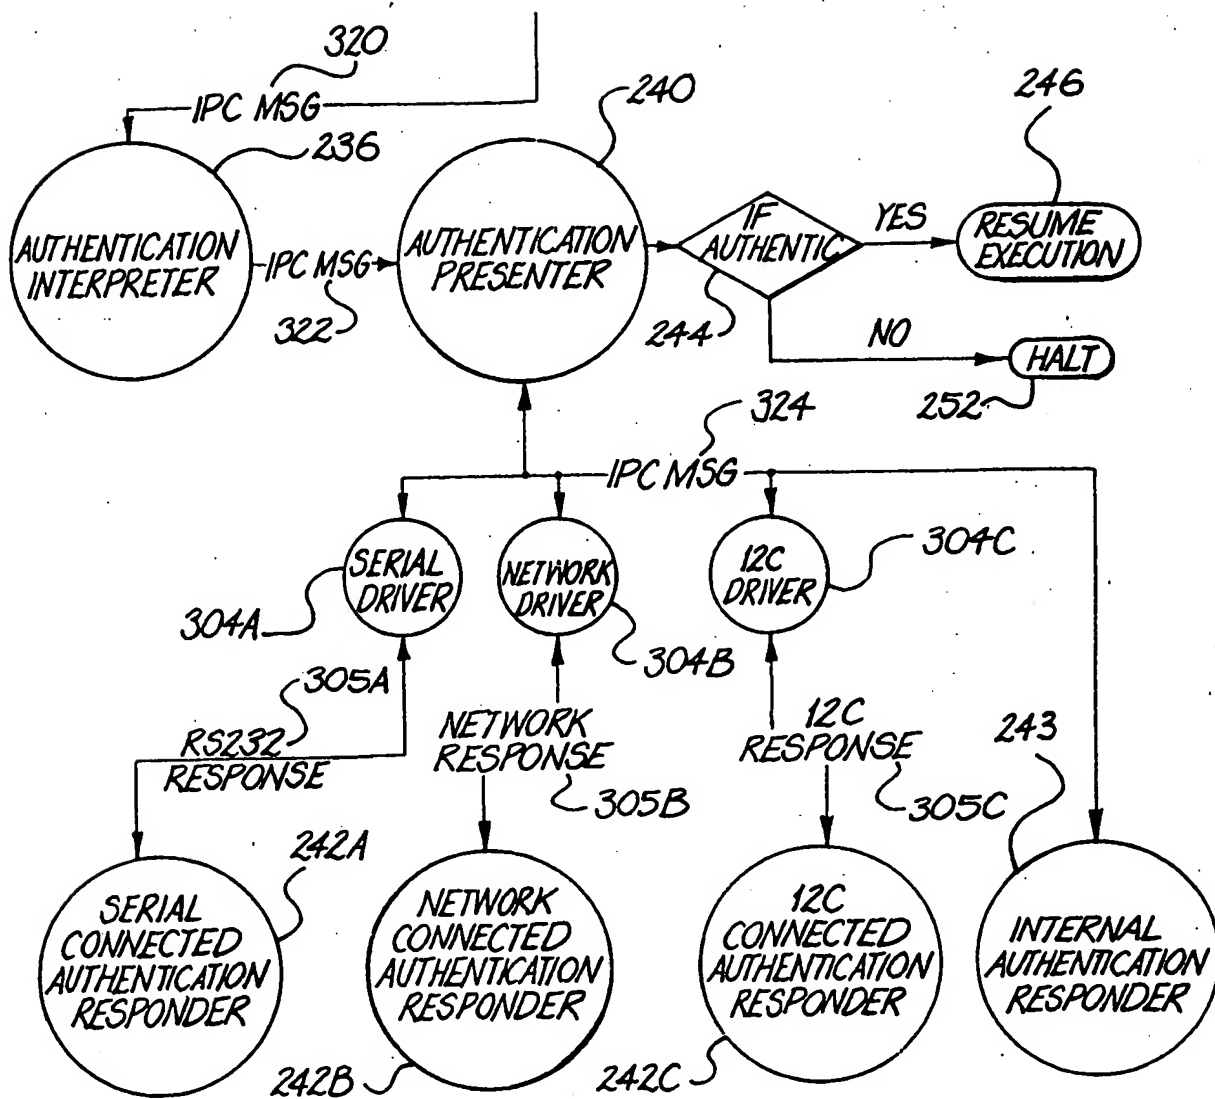 320
IPC MSG
236
240
246
AUTHENTICATION
INTERPRETER
IPC MSG
322
AUTHENTICATION
PRESENTER
IF
AUTHENTIC
244
YES
RESUME
EXECUTION
NO
HALT
252
324
IPC MSG
SERIAL
DRIVER
304A
NETWORK
DRIVER
304B
12C
DRIVER
304C
305A
RS232
RESPONSE
NETWORK
RESPONSE
305B
12C
RESPONSE
305C
243
242A
SERIAL
CONNECTED
AUTHENTICATION
RESPONDER
NETWORK
CONNECTED
AUTHENTICATION
RESPONDER
242B
12C
CONNECTED
AUTHENTICATION
RESPONDER
242C
INTERNAL
AUTHENTICATION
RESPONDER